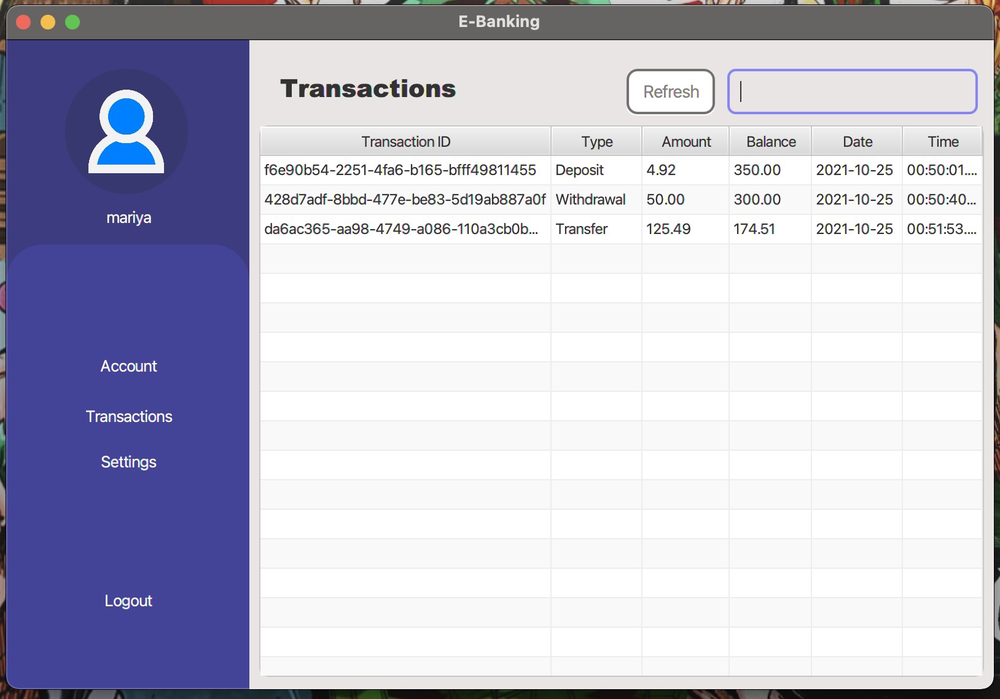 E-Banking
mariya
Account
Transactions
Settings
Logout
Transactions
Refresh
Transaction ID Type Amount Balance Date Time
f6e90b54-2251-4fa6-b165-bfff49811455 Deposit 4.92 350.00 2021-10-25 00:50:01....
428d7adf-8bbd-477e-be83-5d19ab887a0f Withdrawal 50.00 300.00 2021-10-25 00:50:40...
da6ac365-aa98-4749-a086-110a3cb0b... Transfer 125.49 174.51 2021-10-25 00:51:53....